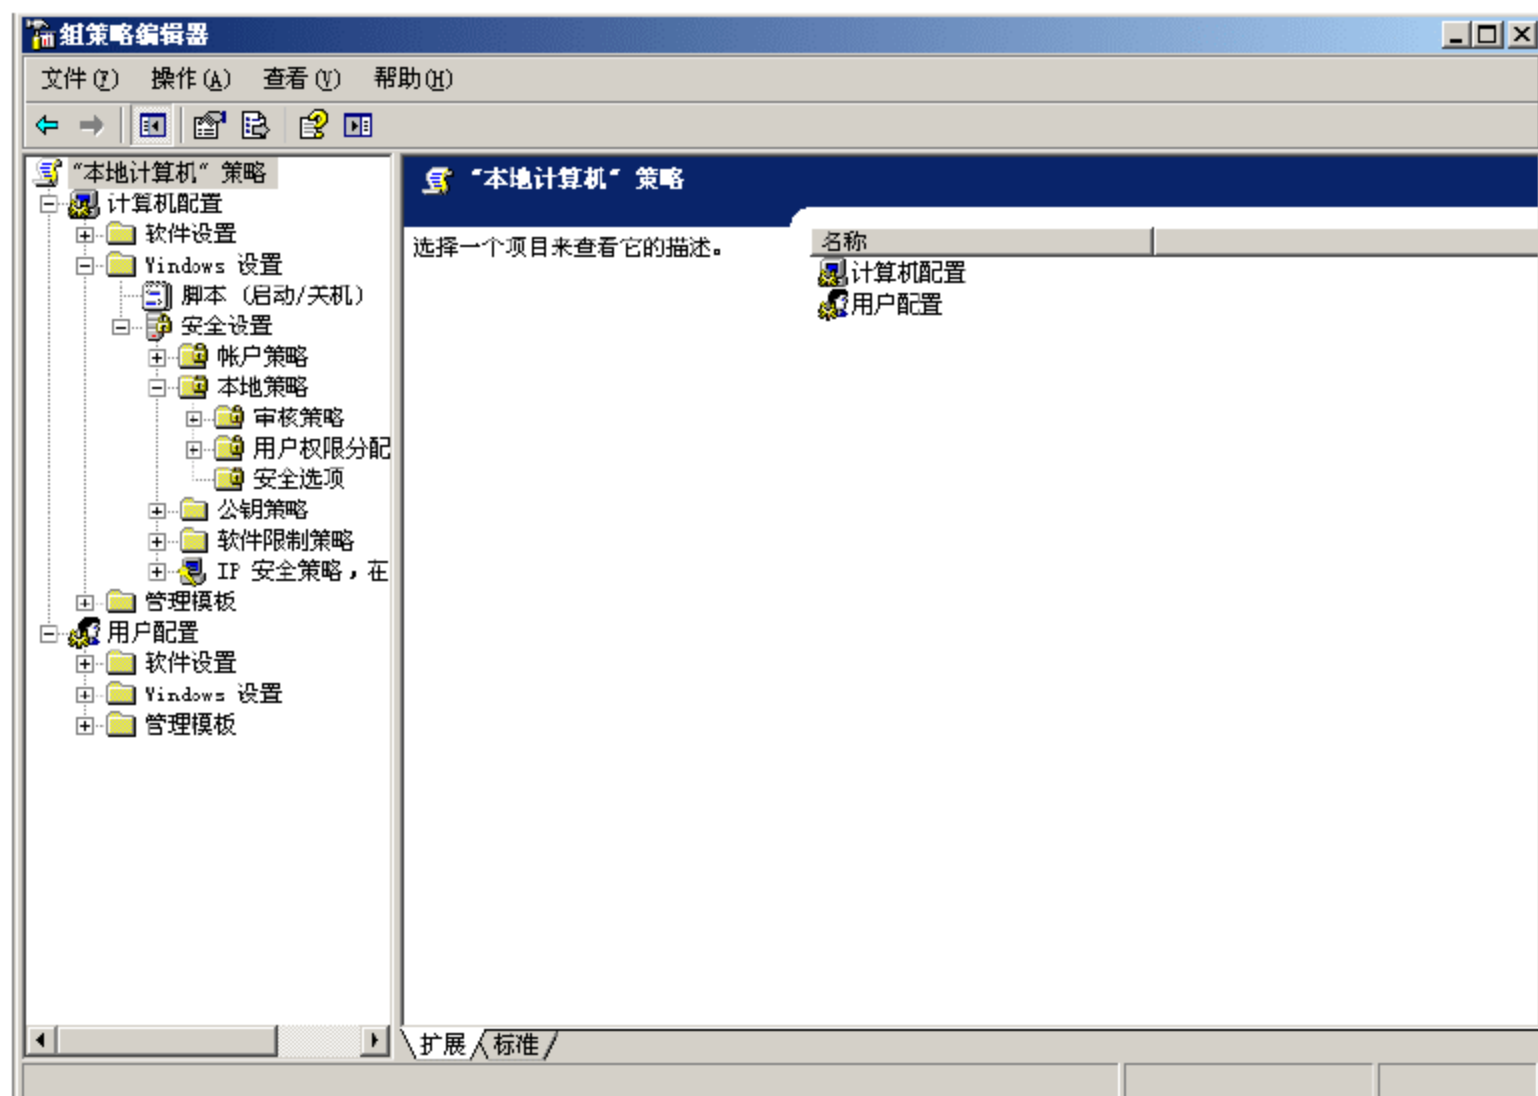 组策略编辑器
文件(F) 操作(A) 查看(V) 帮助(H)
“本地计算机” 策略
计算机配置
软件设置
Windows 设置
脚本 (启动/关机)
安全设置
帐户策略
本地策略
审核策略
用户权限分配
安全选项
公钥策略
软件限制策略
IP 安全策略，在
管理模板
用户配置
软件设置
Windows 设置
管理模板
“本地计算机” 策略
选择一个项目来查看它的描述。
名称
计算机配置
用户配置
扩展 标准